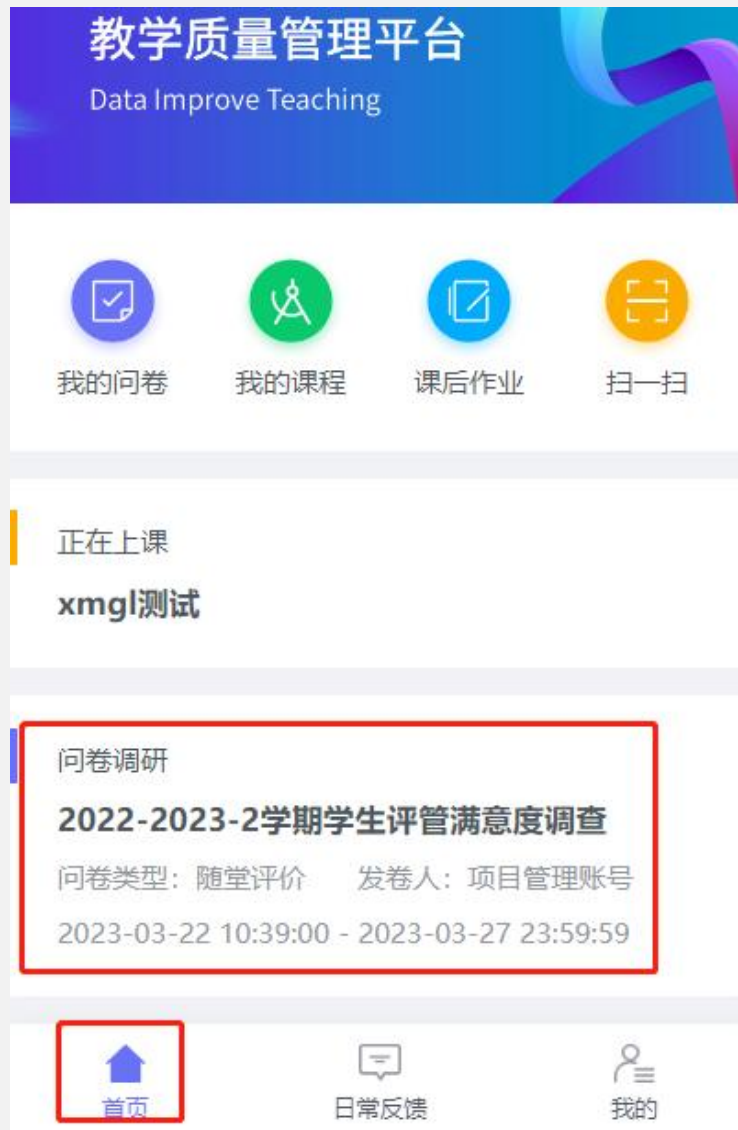 教学质量管理平台
Data Improve Teaching
我的问卷 我的课程 课后作业 扫一扫
正在上课
xmgl测试
问卷调研
2022-2023-2学期学生评管满意度调查
问卷类型：随堂评价 发卷人：项目管理账号
2023-03-22 10:39:00 - 2023-03-27 23:59:59
首页 日常反馈 我的